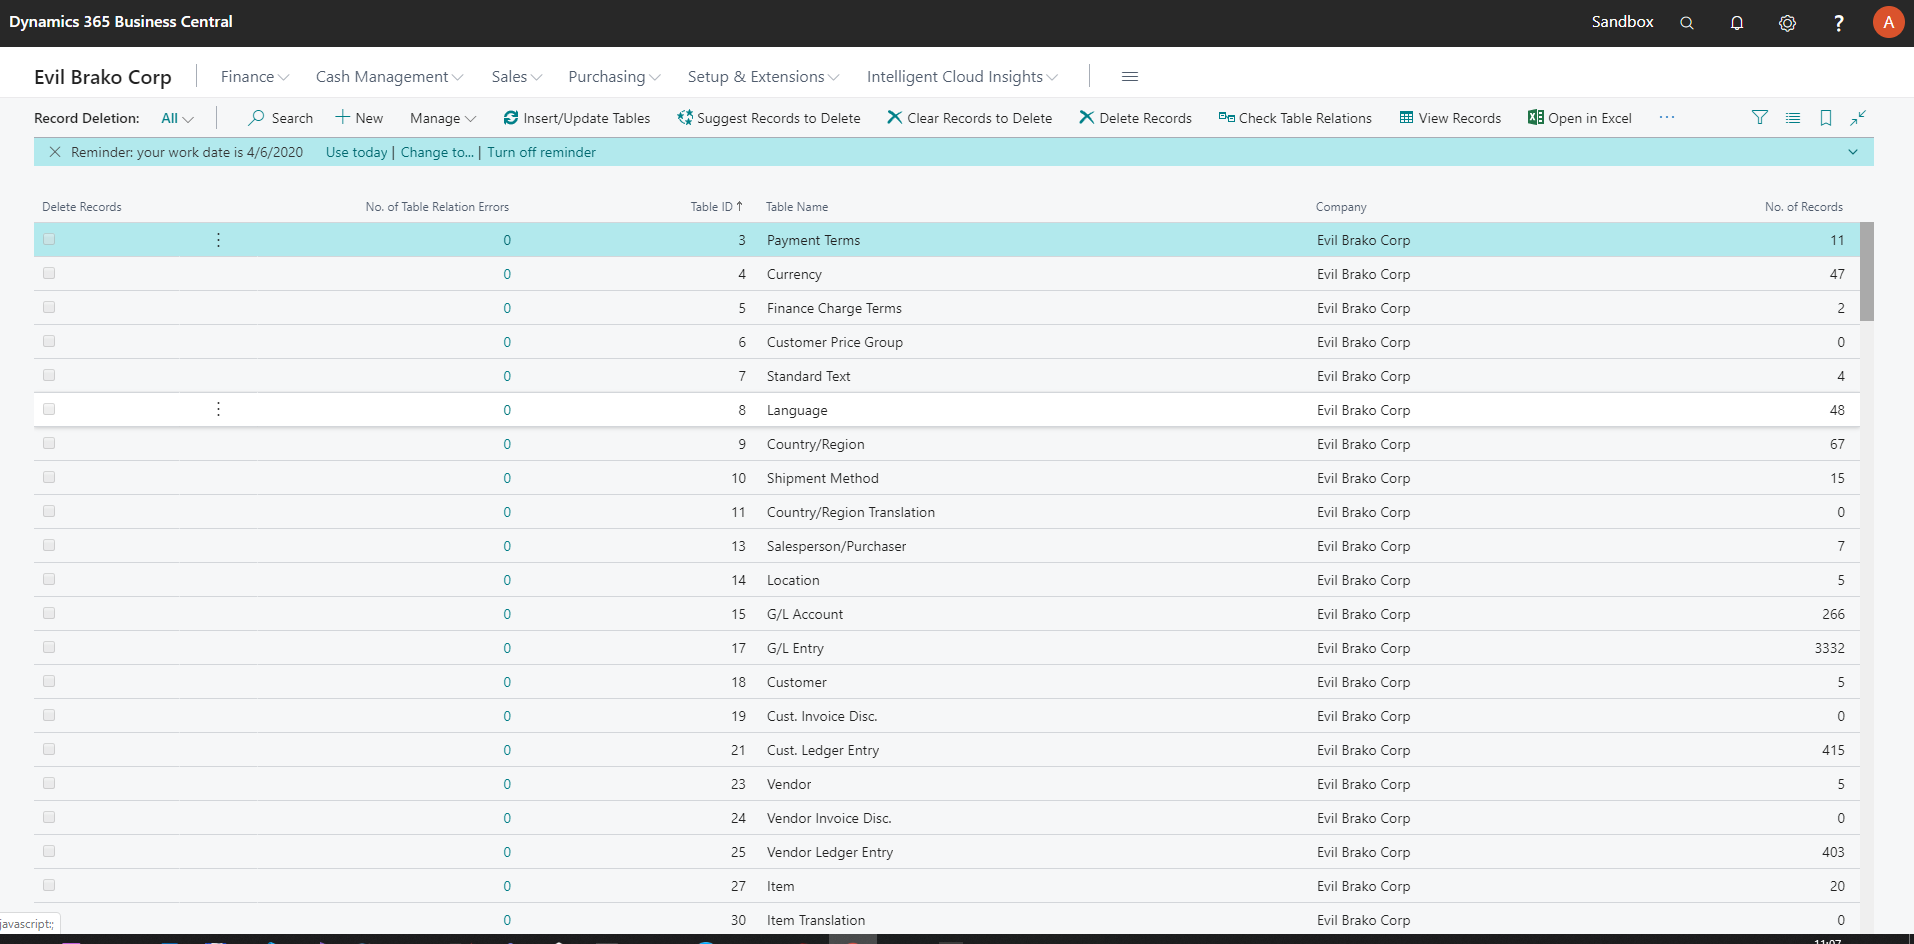 Dynamics 365 Business Central Sandbox ? A
Evil Brako Corp Finance Cash Management Sales Purchasing Setup & Extensions Intelligent Cloud Insights
Record Deletion: All Search New Manage Insert/Update Tables Suggest Records to Delete Clear Records to Delete Delete Records Check Table Relations View Records Open in Excel ...
Reminder: your work date is 4/6/2020 Use today | Change to... | Turn off reminder
Delete Records No. of Table Relation Errors Table ID ↑ Table Name Company No. of Records
0 3 Payment Terms Evil Brako Corp 11
0 4 Currency Evil Brako Corp 47
0 5 Finance Charge Terms Evil Brako Corp 2
0 6 Customer Price Group Evil Brako Corp 0
0 7 Standard Text Evil Brako Corp 4
0 8 Language Evil Brako Corp 48
0 9 Country/Region Evil Brako Corp 67
0 10 Shipment Method Evil Brako Corp 15
0 11 Country/Region Translation Evil Brako Corp 0
0 13 Salesperson/Purchaser Evil Brako Corp 7
0 14 Location Evil Brako Corp 5
0 15 G/L Account Evil Brako Corp 266
0 17 G/L Entry Evil Brako Corp 3332
0 18 Customer Evil Brako Corp 5
0 19 Cust. Invoice Disc. Evil Brako Corp 0
0 21 Cust. Ledger Entry Evil Brako Corp 415
0 23 Vendor Evil Brako Corp 5
0 24 Vendor Invoice Disc. Evil Brako Corp 0
0 25 Vendor Ledger Entry Evil Brako Corp 403
0 27 Item Evil Brako Corp 20
0 30 Item Translation Evil Brako Corp 0
javascript:;